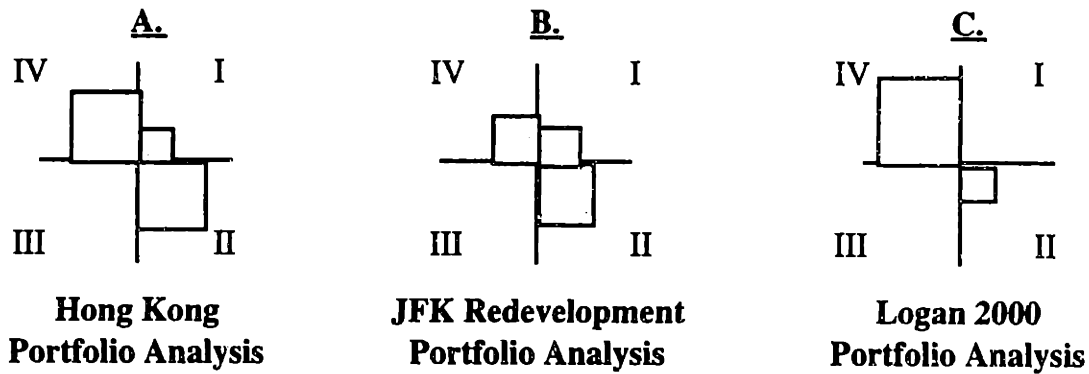 A.
IV I
III II
Hong Kong
Portfolio Analysis
B.
IV I
III II
JFK Redevelopment
Portfolio Analysis
C.
IV I
III II
Logan 2000
Portfolio Analysis